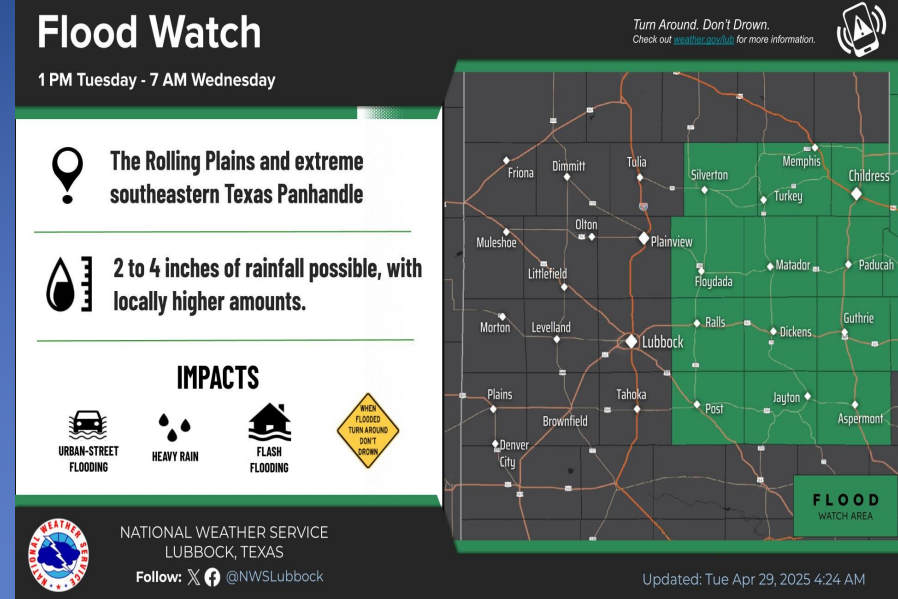 Flood Watch
1 PM Tuesday - 7 AM Wednesday
Turn Around. Don't Drown.
Check out weather.gov/lub for more information.
The Rolling Plains and extreme
southeastern Texas Panhandle
2 to 4 inches of rainfall possible, with
locally higher amounts.
IMPACTS
URBAN-STREET
FLOODING
HEAVY RAIN
FLASH
FLOODING
WHEN
FLOODED
TURN AROUND
DON'T
DROWN
Friona
Dimmitt
Tulia
Silverton
Memphis
Turkey
Childress
Muleshoe
Olton
Plainview
Littlefield
Floydada
Matador
Paducah
Morton
Levelland
Lubbock
Ralls
Dickens
Guthrie
Plains
Brownfield
Tahoka
Post
Jayton
Aspermont
Denver
City
FLOOD
WATCH AREA
NATIONAL WEATHER SERVICE
NATIONAL WEATHER SERVICE
LUBBOCK, TEXAS
Follow: X @NWSLubbock
Updated: Tue Apr 29, 2025 4:24 AM